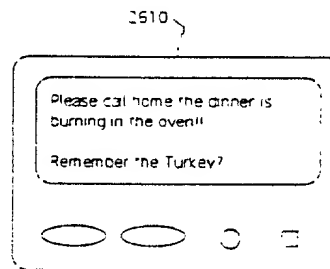 2610
Please call home the dinner is
burning in the oven!!
Remember the Turkey?